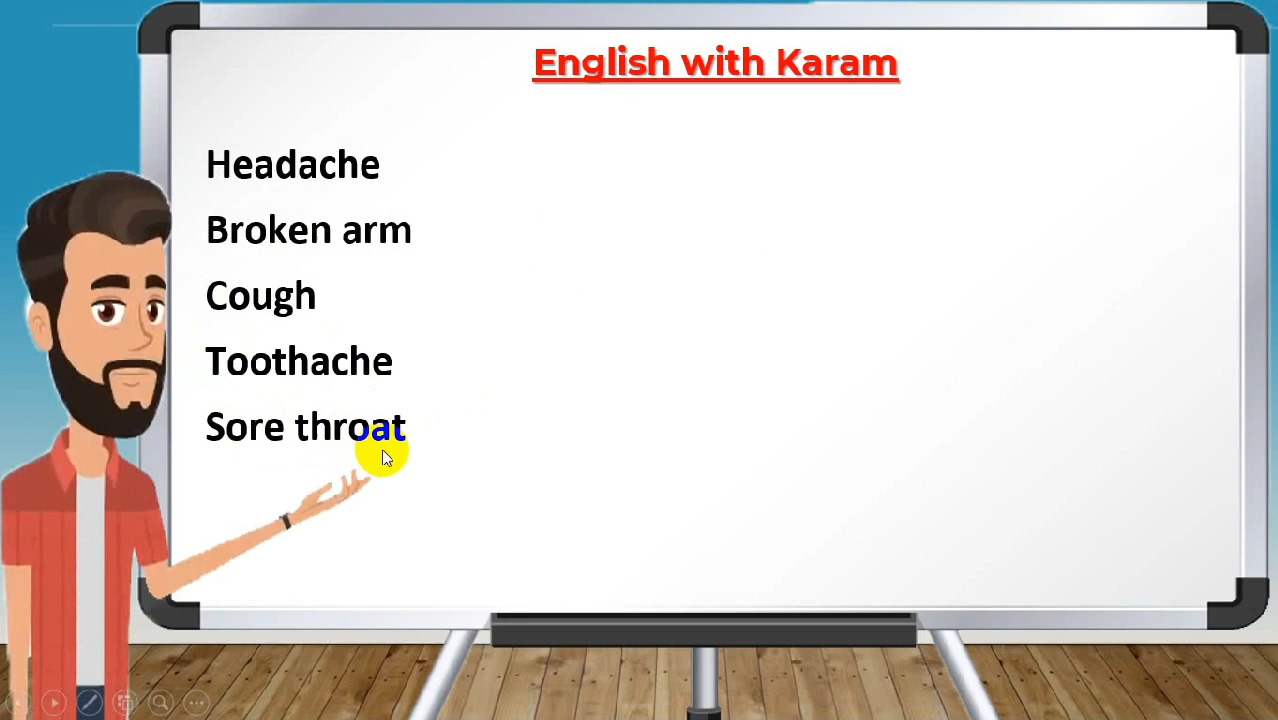 English with Karam
Headache
Broken arm
Cough
Toothache
Sore throat